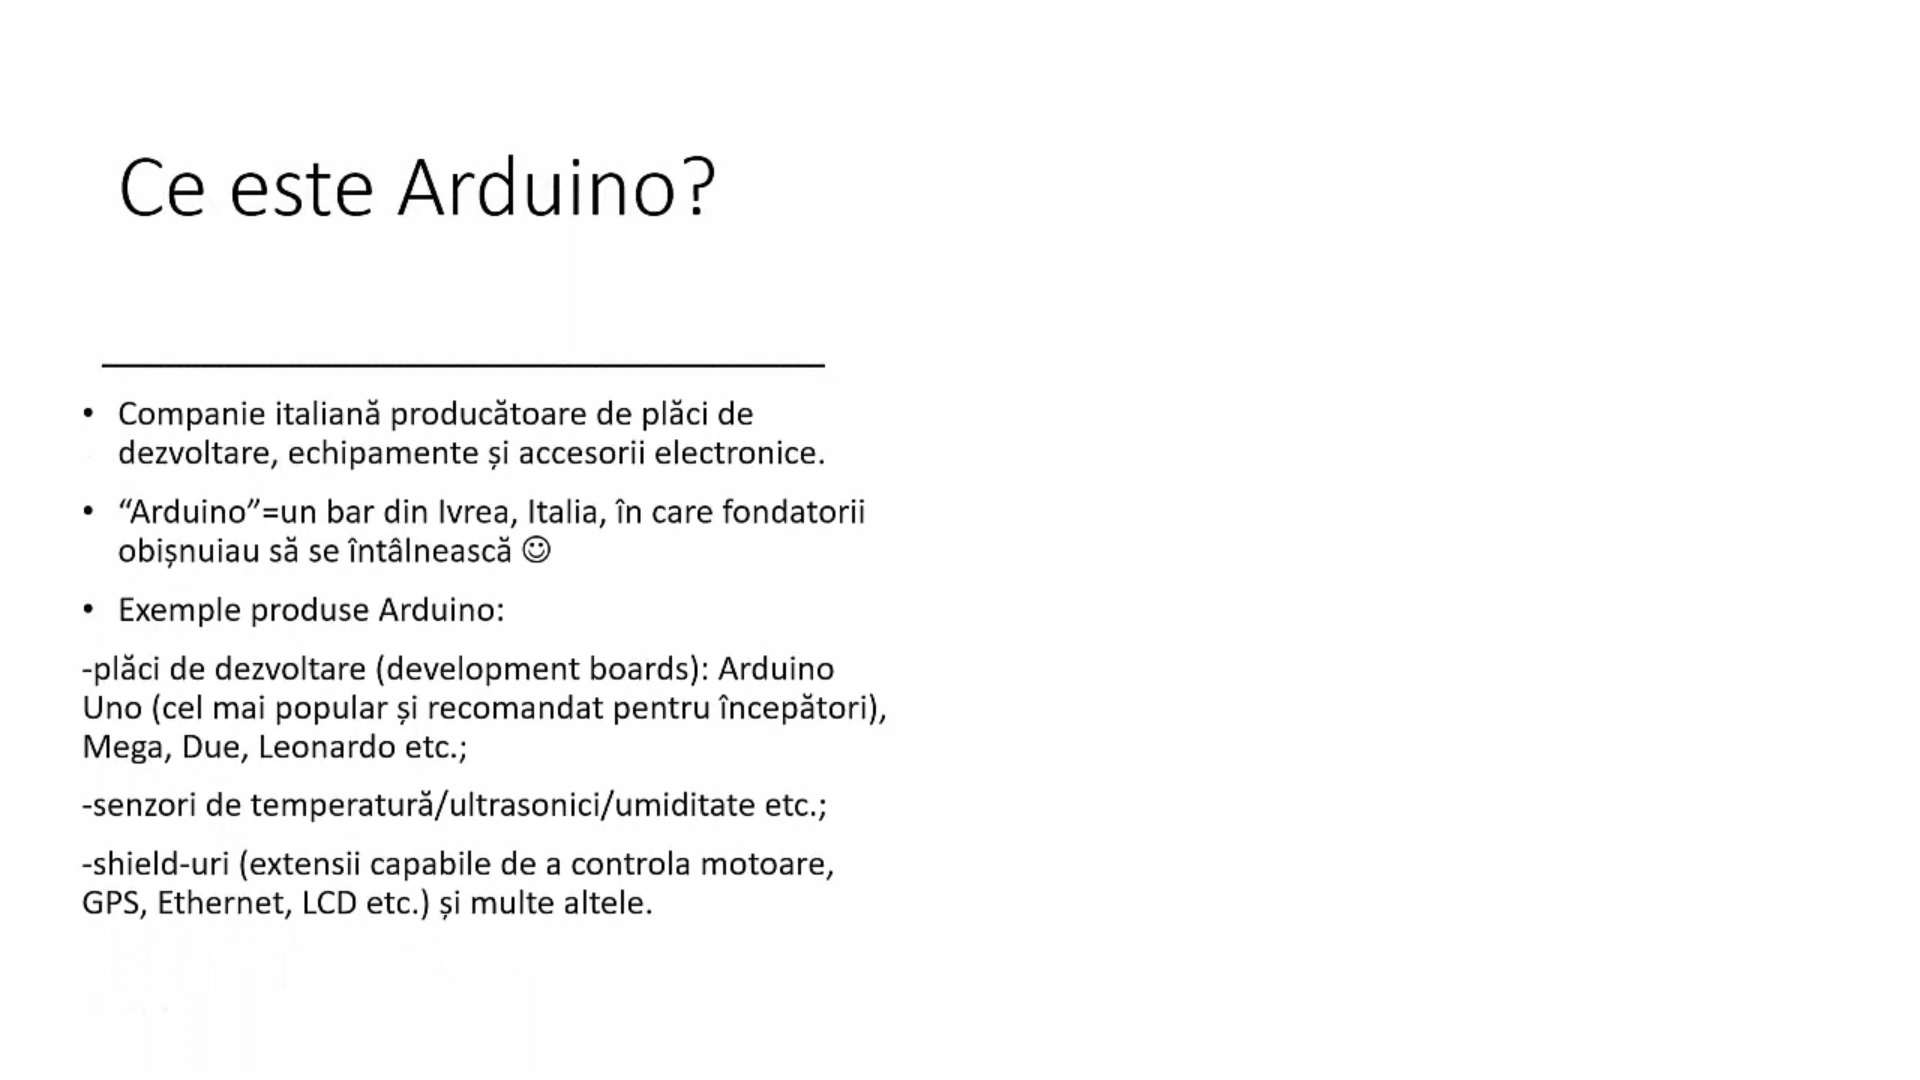 Ce este Arduino?
• Companie italiană producătoare de plăci de
dezvoltare, echipamente și accesorii electronice.
• “Arduino”=un bar din Ivrea, Italia, în care fondatorii
obișnuiau să se întâlnească ☺
• Exemple produse Arduino:
-plăci de dezvoltare (development boards): Arduino
Uno (cel mai popular și recomandat pentru începători),
Mega, Due, Leonardo etc.;
-senzori de temperatură/ultrasonici/umiditate etc.;
-shield-uri (extensii capabile de a controla motoare,
GPS, Ethernet, LCD etc.) și multe altele.